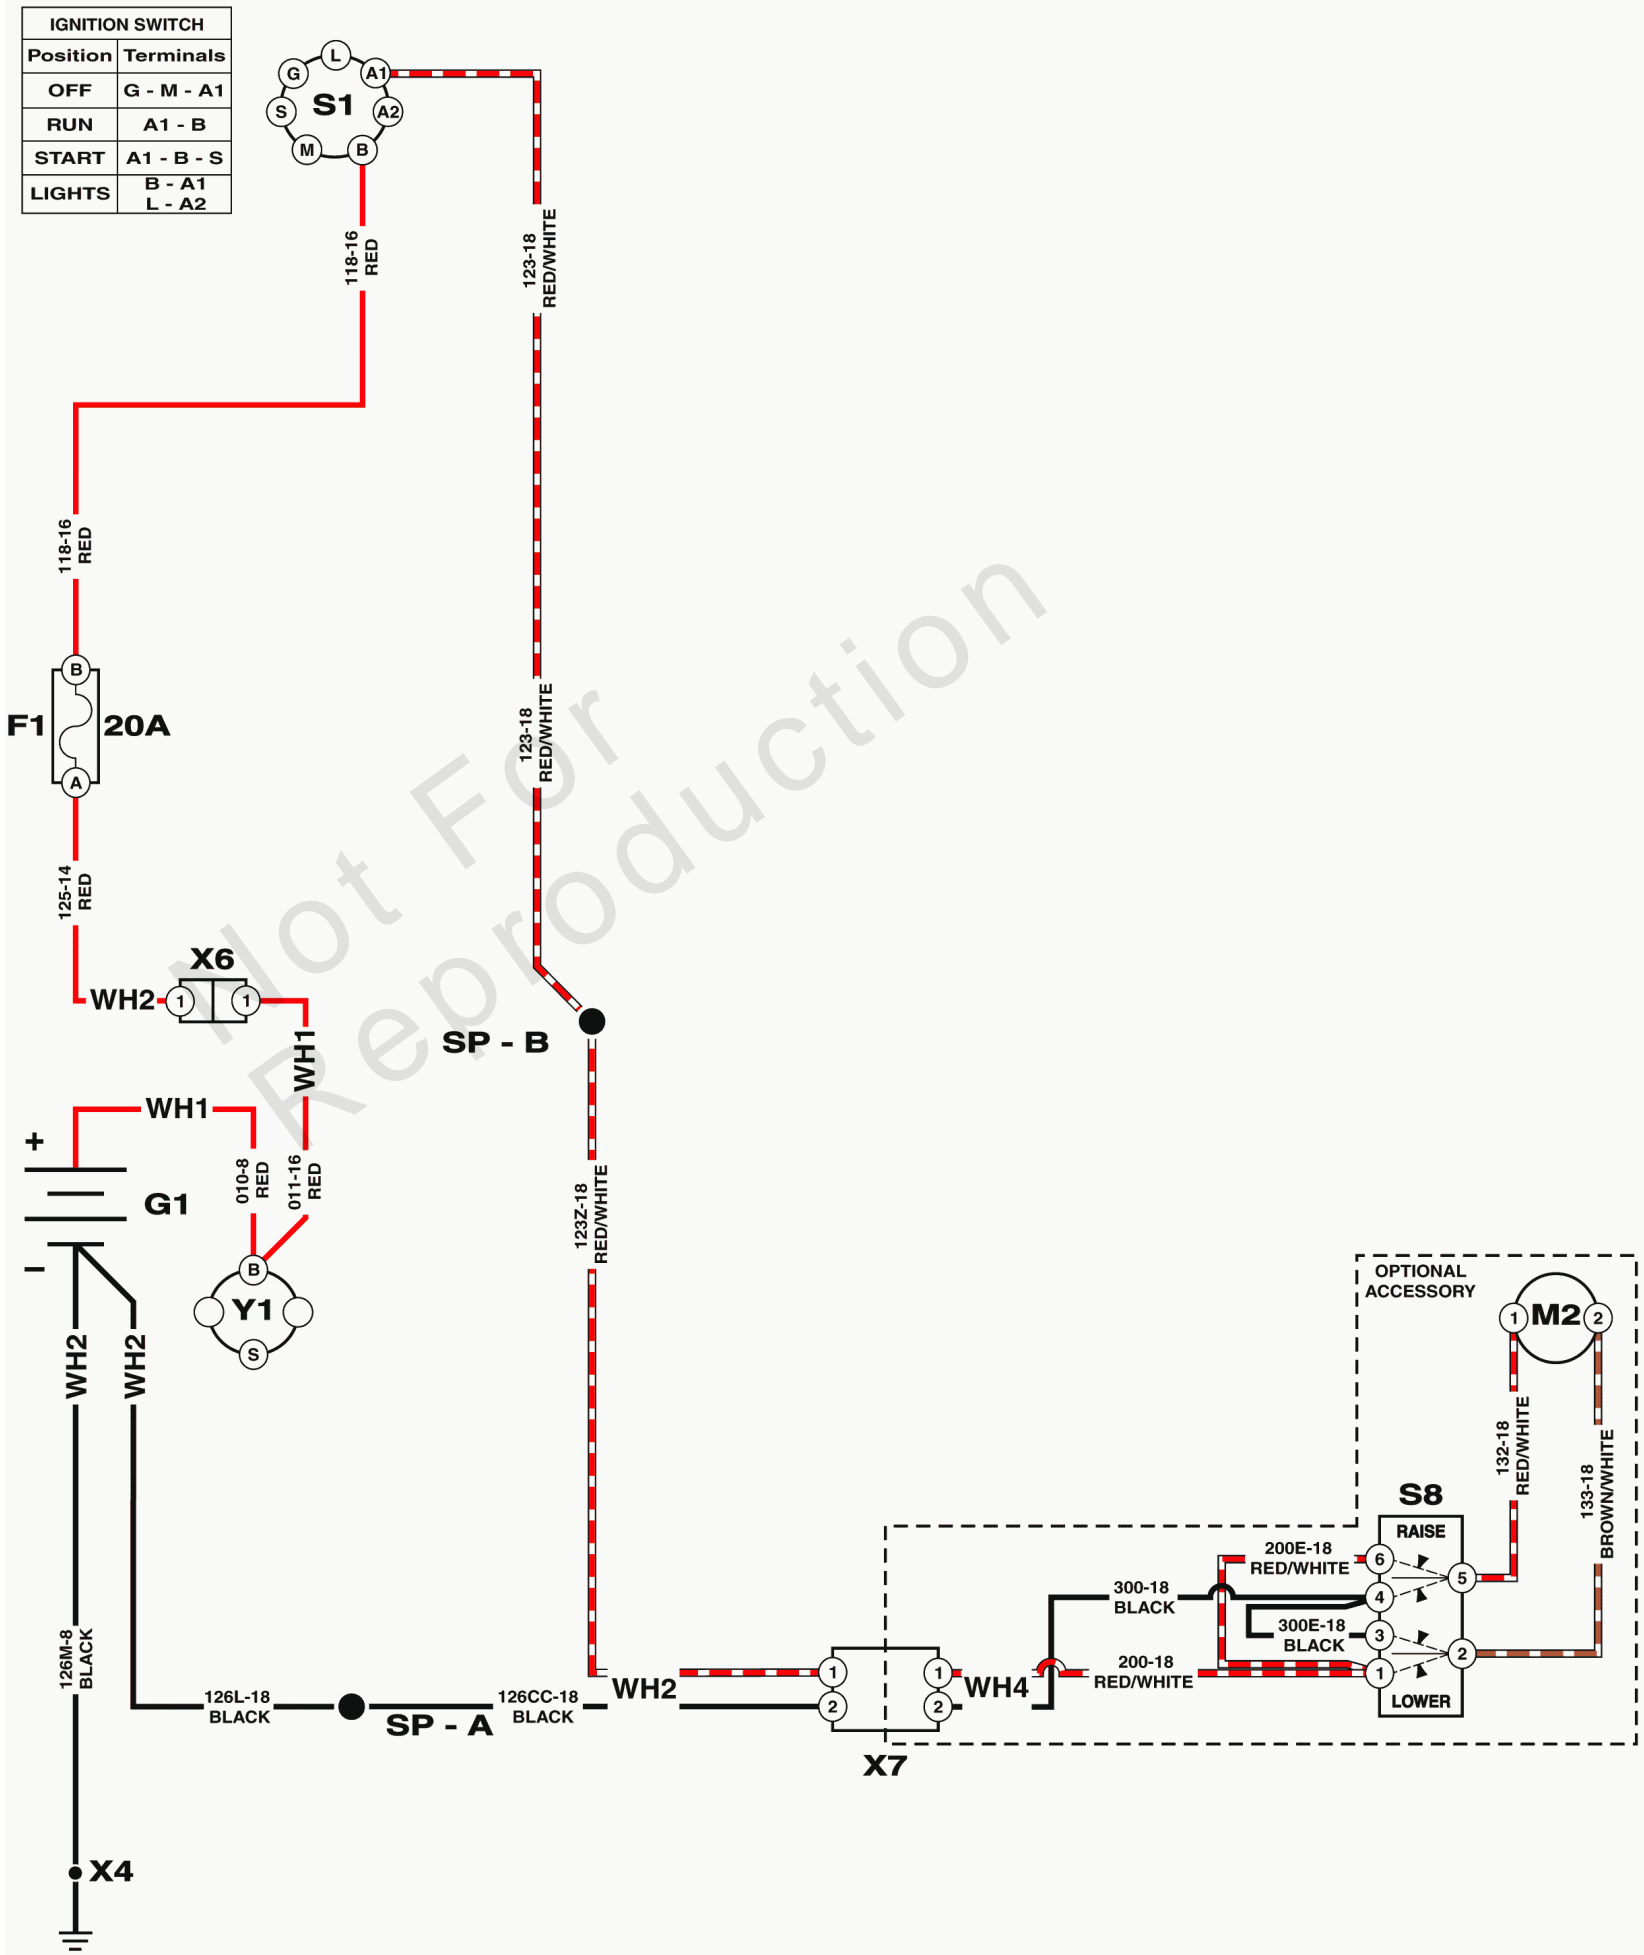 IGNITION SWITCH
Position Terminals
OFF G - M - A1
RUN A1 - B
START A1 - B - S
LIGHTS B - A1
L - A2
L
G A1
S S1 A2
M B
118-16
RED
123-18
RED/WHITE
118-16
RED
B
F1 20A
A
123-18
RED/WHITE
125-14
RED
Not For
Reproduction
X6
WH2 1 1
SP - B
WH1
WH1
+
G1
−
010-8
RED
011-16
RED
123Z-18
RED/WHITE
B
Y1
S
WH2
WH2
OPTIONAL
ACCESSORY
1 M2 2
132-18
RED/WHITE
133-18
BROWN/WHITE
S8
RAISE
200E-18
RED/WHITE
6
5
300-18
BLACK
4
300E-18
BLACK
3
2
200-18
RED/WHITE
1
LOWER
126M-8
BLACK
126L-18
BLACK
SP - A
126CC-18
BLACK
WH2
1 1
2 2
WH4
X7
X4